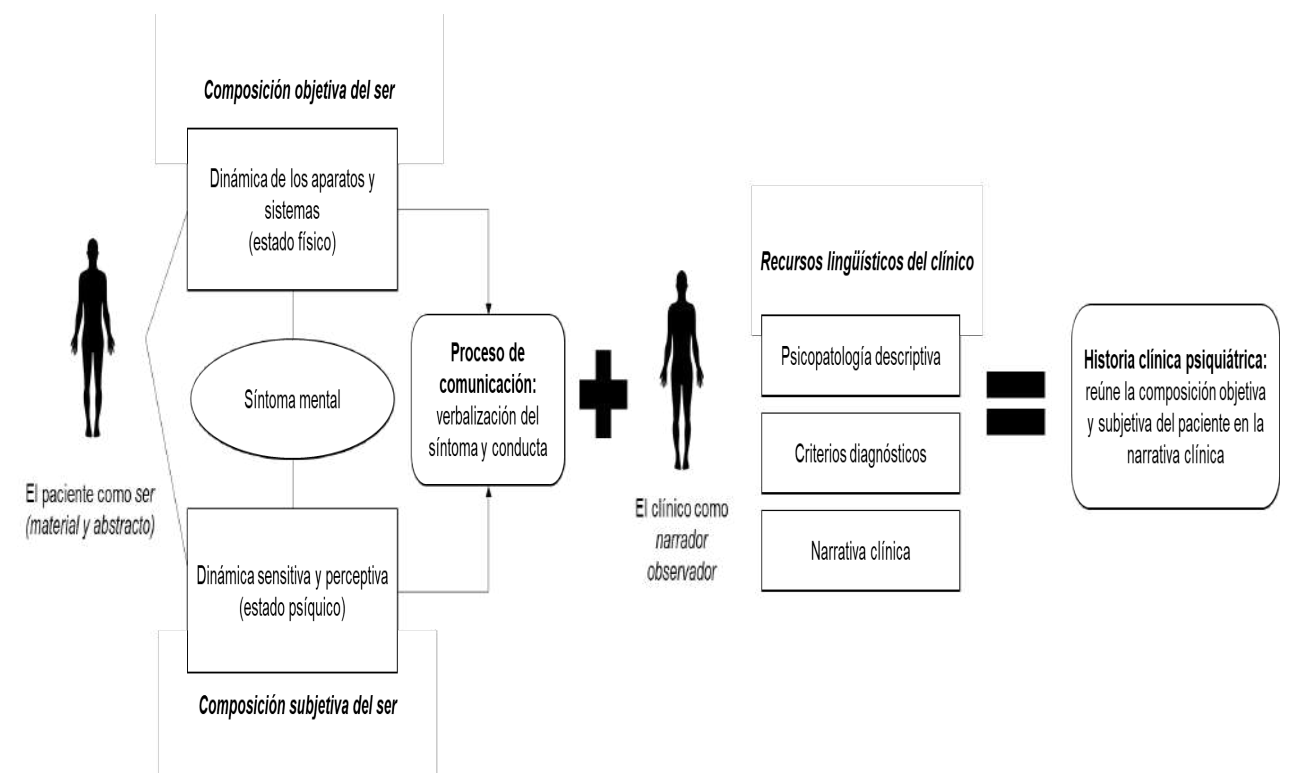 Composición objetiva del ser
Dinámica de los aparatos y
sistemas
(estado físico)
El paciente como ser
(material y abstracto)
Síntoma mental
Dinámica sensitiva y perceptiva
(estado psíquico)
Composición subjetiva del ser
Proceso de
comunicación:
verbalización del
síntoma y conducta
El clínico como
narrador
observador
Recursos lingüísticos del clínico
Psicopatología descriptiva
Criterios diagnósticos
Narrativa clínica
Historia clínica psiquiátrica:
reúne la composición objetiva
y subjetiva del paciente en la
narrativa clínica